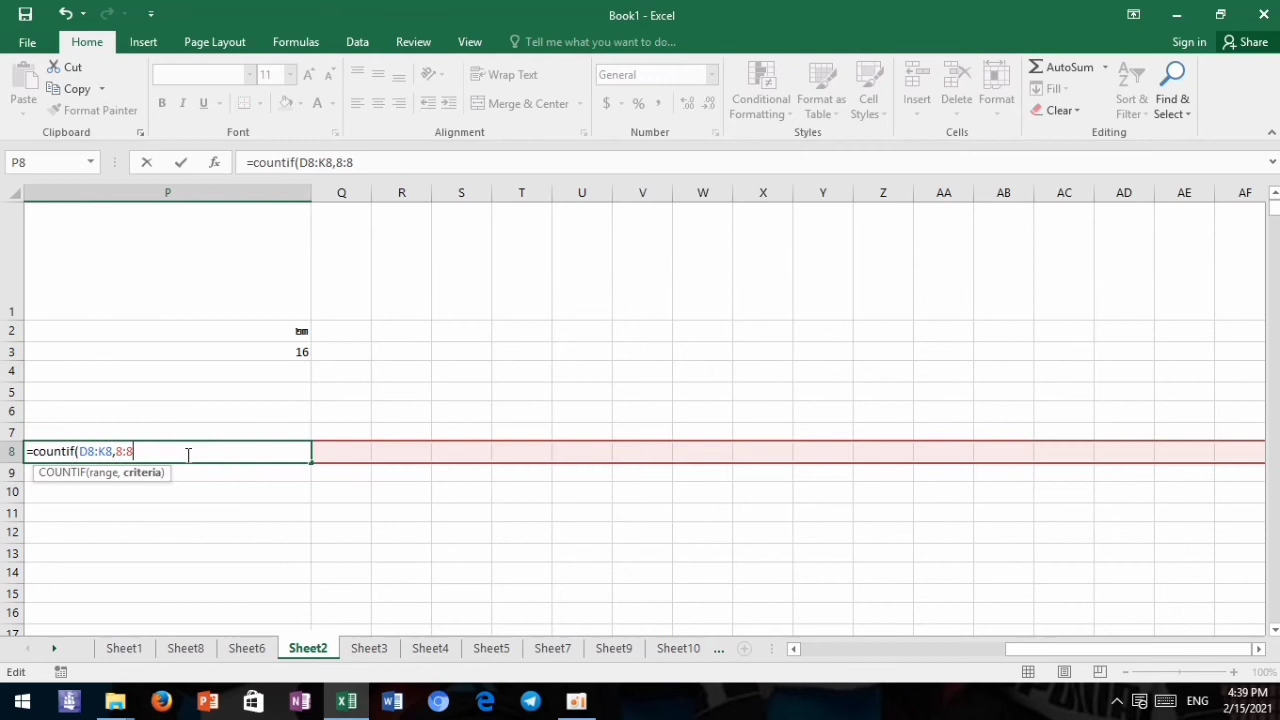 Book1 - Excel
File Home Insert Page Layout Formulas Data Review View Tell me what you want to do... Sign in Share
Cut
Copy
Format Painter
Paste
11
Wrap Text
Merge & Center
General
$ % ,
Conditional Formatting
Format as Table
Cell Styles
Insert
Delete
Format
AutoSum
Fill
Clear
Sort & Filter
Find & Select
Clipboard Font Alignment Number Styles Cells Editing
P8 =countif(D8:K8,8:8
P Q R S T U V W X Y Z AA AB AC AD AE AF
1
2
3 16
4
5
6
7
8 =countif(D8:K8,8:8
9 COUNTIF(range, criteria)
10
11
12
13
14
15
16
17
Sheet1 Sheet8 Sheet6 Sheet2 Sheet3 Sheet4 Sheet5 Sheet7 Sheet9 Sheet10 ...
Edit 100%
ENG 4:39 PM
2/15/2021